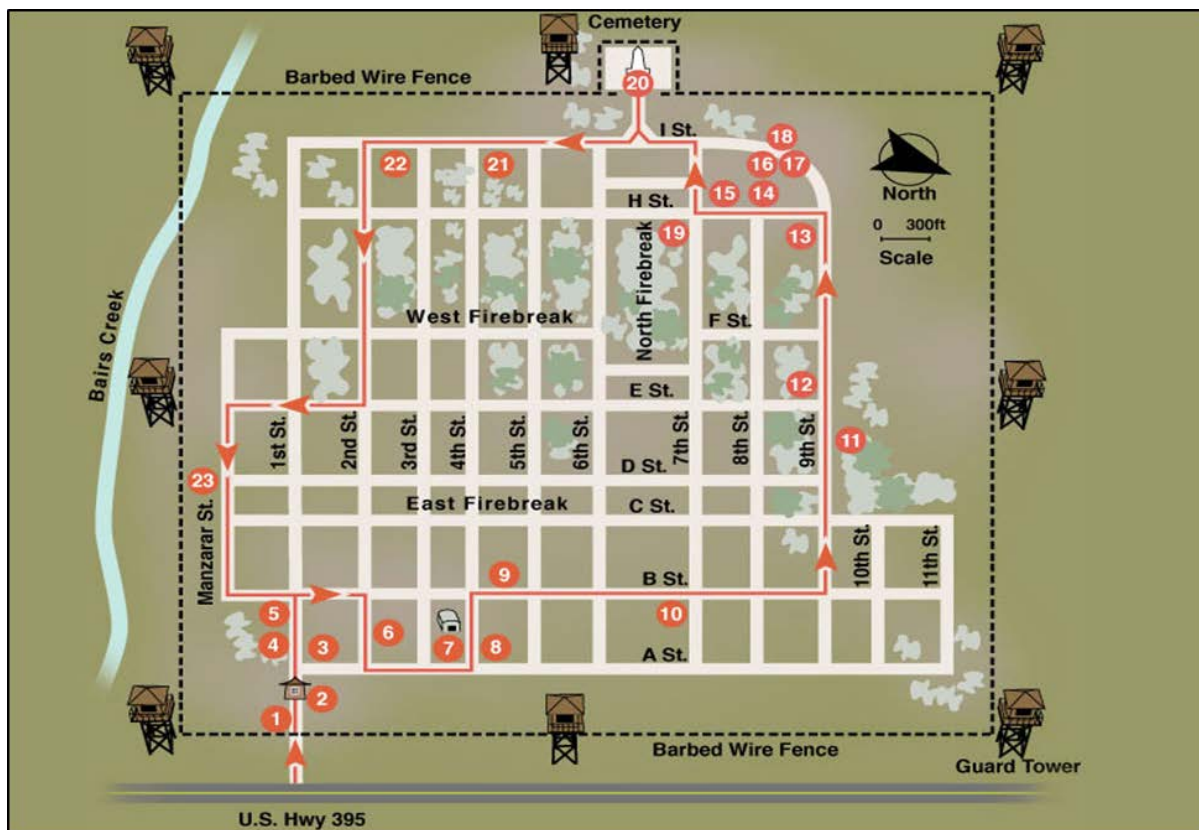 Cemetery
Barbed Wire Fence
20
I St.
18
22
21
16
17
North
15
14
H St.
0 300ft
Scale
19
13
North Firebreak
Bairs Creek
West Firebreak
F St.
E St.
12
1st St.
2nd St.
3rd St.
4th St.
5th St.
6th St.
7th St.
8th St.
9th St.
11
D St.
23
East Firebreak
C St.
Manzarar St.
10th St.
11th St.
9
B St.
5
10
6
4
3
7
8
A St.
2
1
Barbed Wire Fence
Guard Tower
U.S. Hwy 395